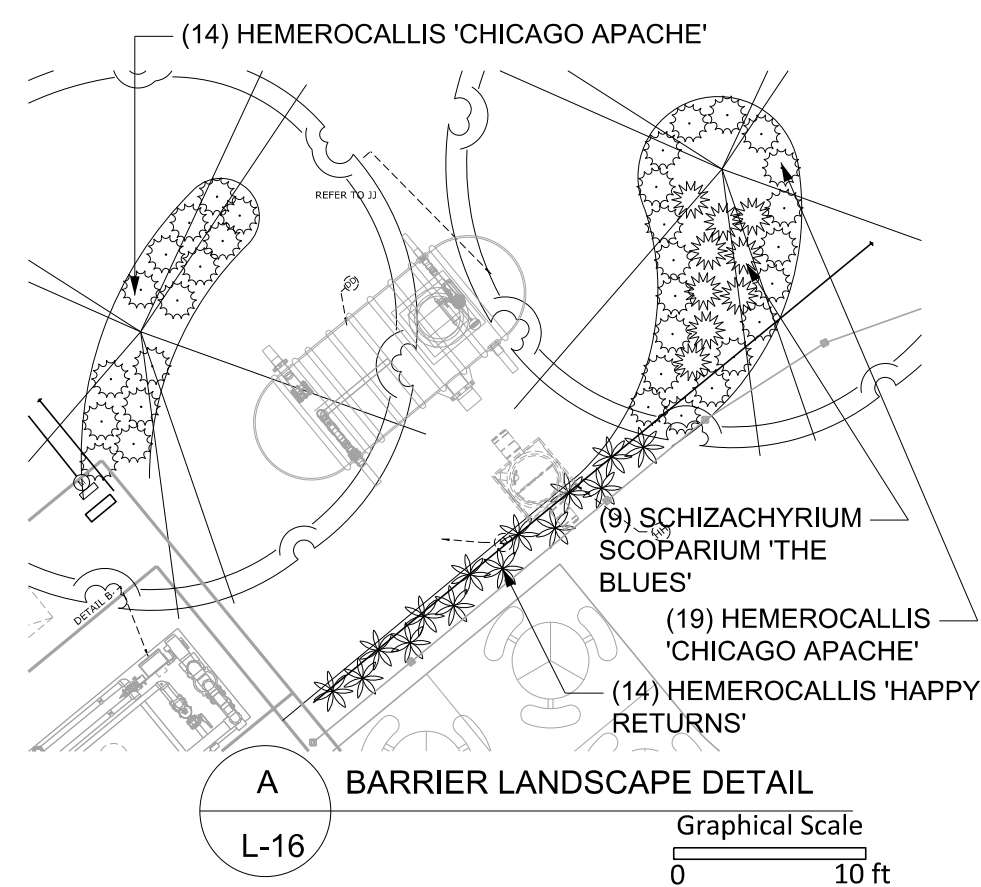 (14) HEMEROCALLIS 'CHICAGO APACHE'
REFER TO JJ
(9) SCHIZACHYRIUM
SCOPARIUM 'THE
BLUES'
(19) HEMEROCALLIS
'CHICAGO APACHE'
(14) HEMEROCALLIS 'HAPPY
RETURNS'
DETAIL B.
A
L-16
BARRIER LANDSCAPE DETAIL
Graphical Scale
0 10 ft